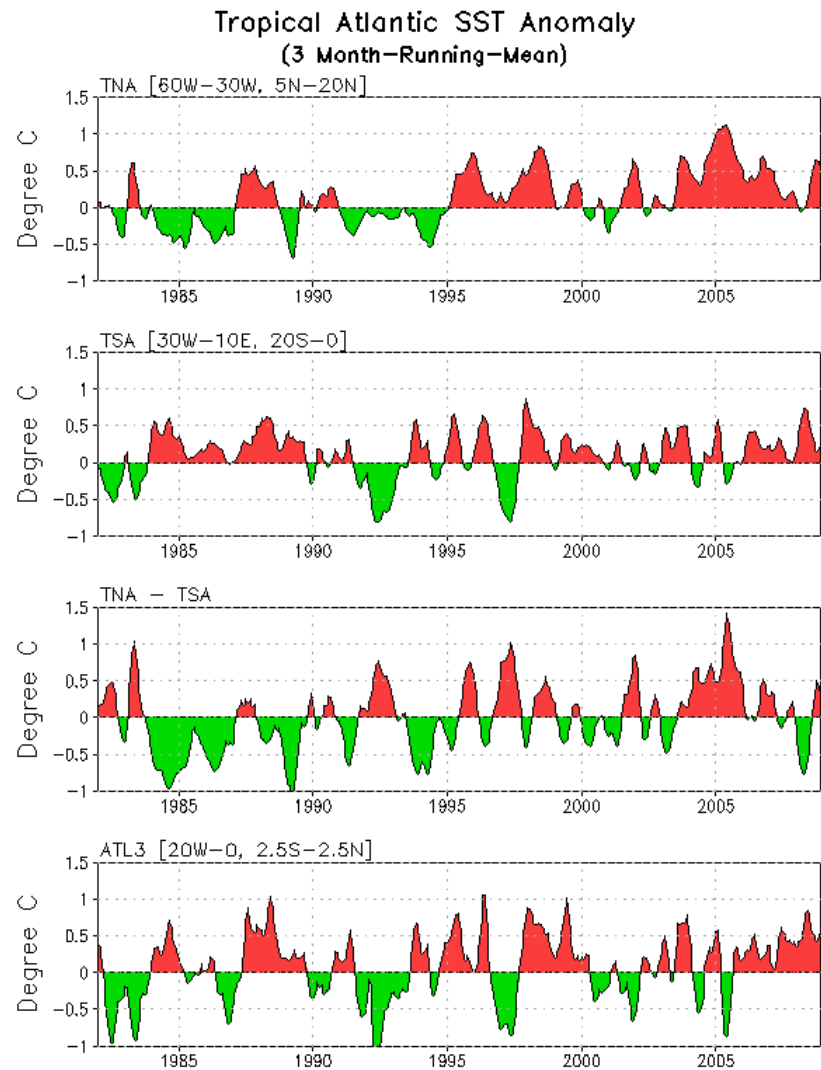 Tropical Atlantic SST Anomaly
(3 Month-Running-Mean)
TNA [60W-30W, 5N-20N]
Degree C
1.5
1
0.5
0
-0.5
-1
1985 1990 1995 2000 2005
TSA [30W-10E, 20S-0]
Degree C
1.5
1
0.5
0
-0.5
-1
1985 1990 1995 2000 2005
TNA - TSA
Degree C
1.5
1
0.5
0
-0.5
-1
1985 1990 1995 2000 2005
ATL3 [20W-0, 2.5S-2.5N]
Degree C
1.5
1
0.5
0
-0.5
-1
1985 1990 1995 2000 2005